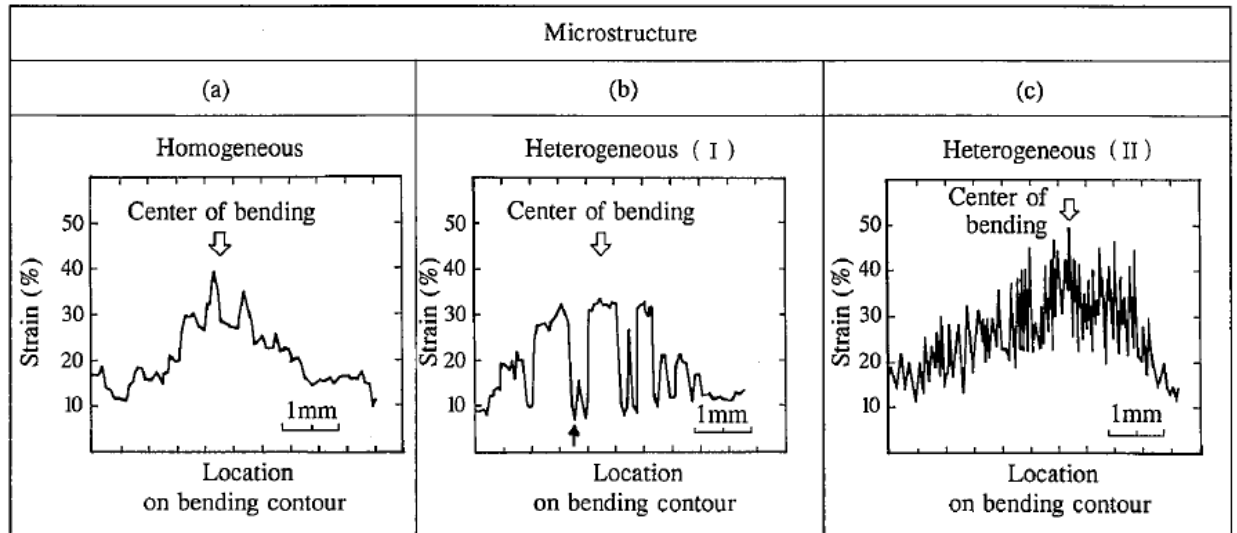 Microstructure
(a)
(b)
(c)
Homogeneous
Center of bending
50
40
30
20
10
Strain (%)
1mm
Location
on bending contour
Heterogeneous ( I )
Center of bending
50
40
30
20
10
Strain (%)
1mm
Location
on bending contour
Heterogeneous (II)
Center of
bending
50
40
30
20
10
Strain (%)
1mm
Location
on bending contour